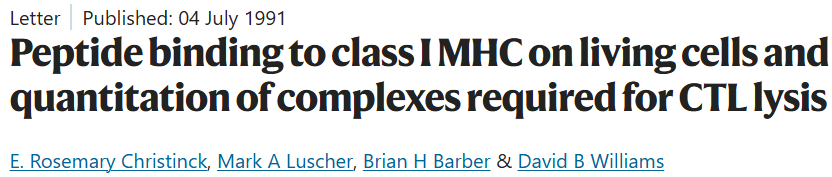 Letter | Published: 04 July 1991
Peptide binding to class I MHC on living cells and
quantitation of complexes required for CTL lysis
E. Rosemary Christinck, Mark A Luscher, Brian H Barber & David B Williams